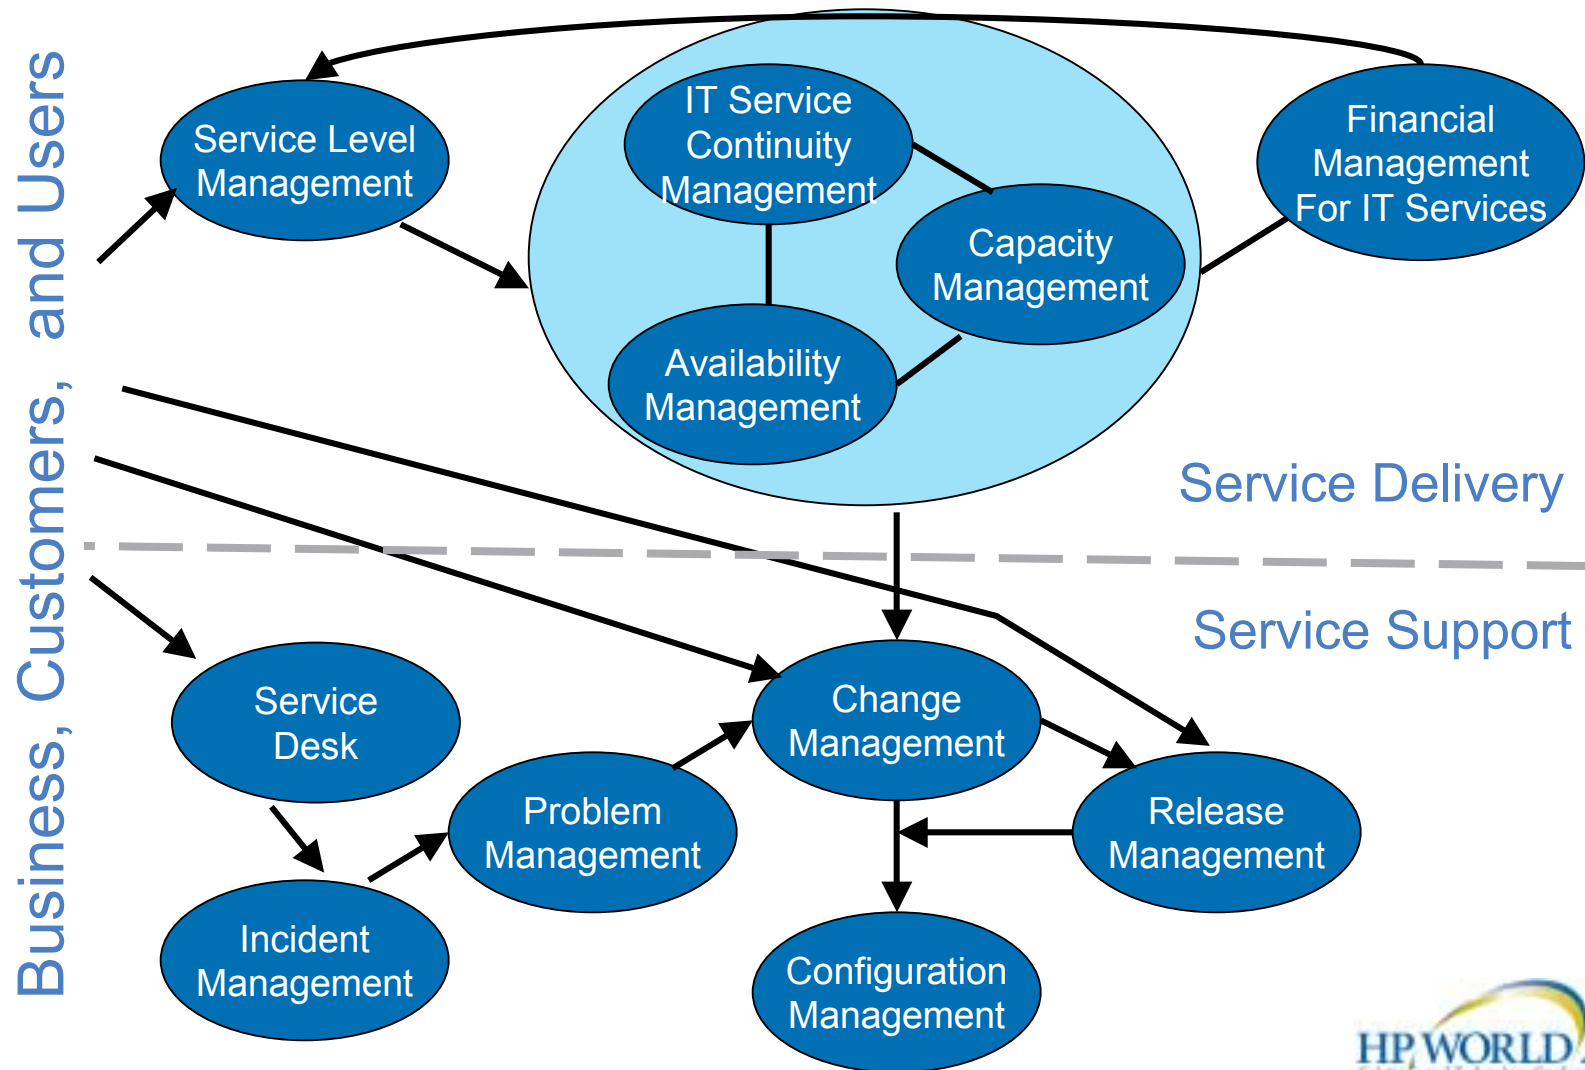 Business, Customers, and Users
Service Level
Management
IT Service
Continuity
Management
Capacity
Management
Availability
Management
Financial
Management
For IT Services
Service Delivery
Service Support
Service
Desk
Incident
Management
Problem
Management
Change
Management
Release
Management
Configuration
Management
HP WORLD